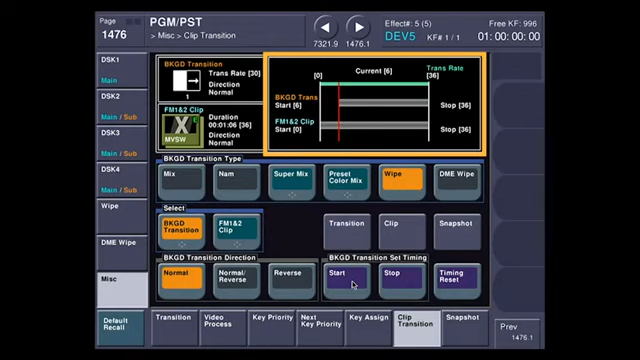 Page
1476
PGM/PST
> Misc > Clip Transition
7321.9
1476.1
Effect#: 5 (5)
DEV5
KF# 1 / 1
Free KF: 996
01: 00: 00: 00
DSK1
Main
DSK2
Main / Sub
DSK3
Main / Sub
DSK4
Main / Sub
Wipe
DME Wipe
Misc
Default
Recall
BKGD Transition
1
Trans Rate [30]
Direction
Normal
FM1&2 Clip
MVSW
Duration
00:01:06 [36]
Direction
Normal
[0]
Current [6]
Trans Rate
[36]
BKGD Trans
Start [6]
Stop [36]
FM1&2 Clip
Start [0]
Stop [36]
BKGD Transition Type
Mix
Nam
Super Mix
Preset
Color Mix
Wipe
DME Wipe
Select
BKGD
Transition
FM1&2
Clip
Transition
Clip
Snapshot
BKGD Transition Direction
BKGD Transition Set Timing
Normal
Normal/
Reverse
Reverse
Start
Stop
Timing
Reset
Transition
Video
Process
Key Priority
Next
Key Priority
Key Assign
Clip
Transition
Snapshot
Prev
1476.1